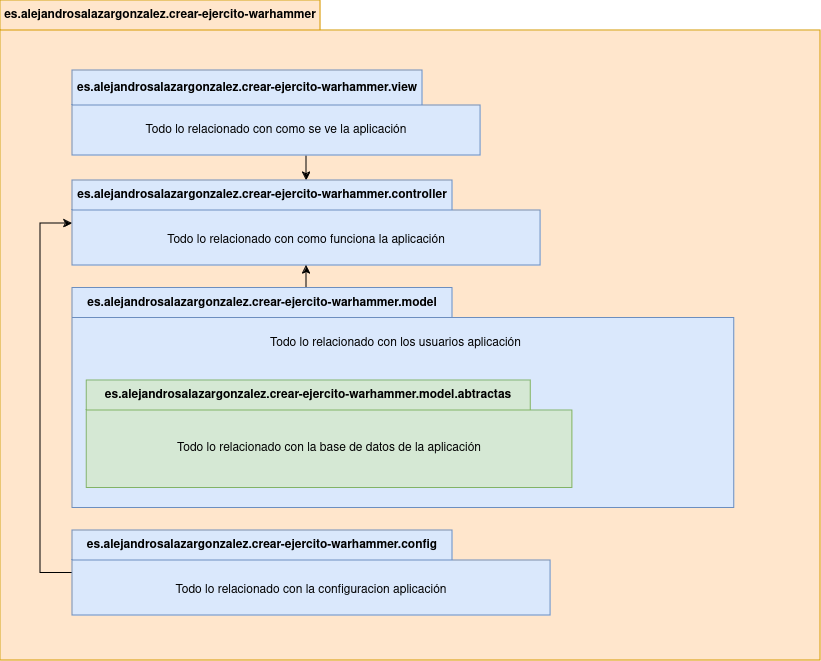 es.alejandrosalazargonzalez.crear-ejercito-warhammer
es.alejandrosalazargonzalez.crear-ejercito-warhammer.view
Todo lo relacionado con como se ve la aplicación
es.alejandrosalazargonzalez.crear-ejercito-warhammer.controller
Todo lo relacionado con como funciona la aplicación
es.alejandrosalazargonzalez.crear-ejercito-warhammer.model
Todo lo relacionado con los usuarios aplicación
es.alejandrosalazargonzalez.crear-ejercito-warhammer.model.abtractas
Todo lo relacionado con la base de datos de la aplicación
es.alejandrosalazargonzalez.crear-ejercito-warhammer.config
Todo lo relacionado con la configuracion aplicación